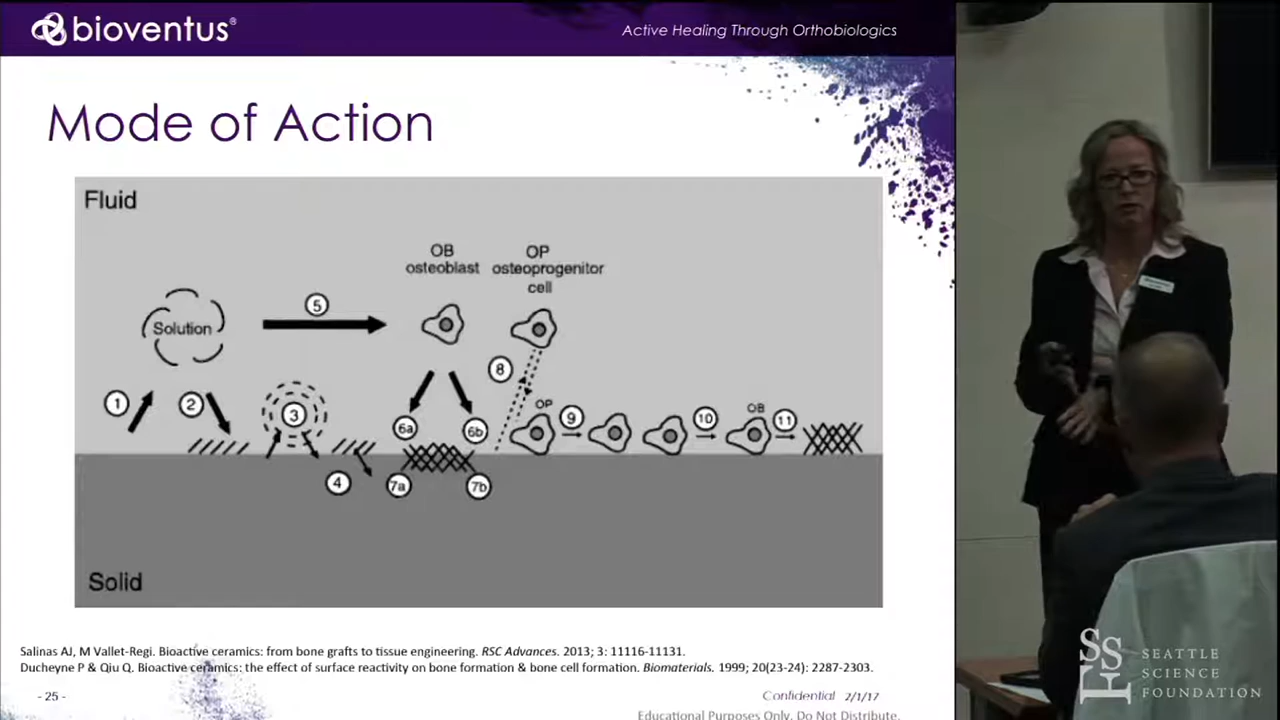 bioventus®
Active Healing Through Orthobiologics
Mode of Action
Fluid
OB
osteoblast
OP
osteoprogenitor
cell
Solution
5
1
2
3
8
4
6a
6b
7a
7b
OP
9
10
OB
11
Solid
Salinas AJ, M Vallet-Regi. Bioactive ceramics: from bone grafts to tissue engineering. RSC Advances. 2013; 3: 11116-11131.
Ducheyne P & Qiu Q. Bioactive ceramics: the effect of surface reactivity on bone formation & bone cell formation. Biomaterials. 1999; 20(23-24): 2287-2303.
- 25 -
Confidential 2/1/17
Educational Purposes Only. Do Not Distribute.
SSF
SEATTLE
SCIENCE
FOUNDATION